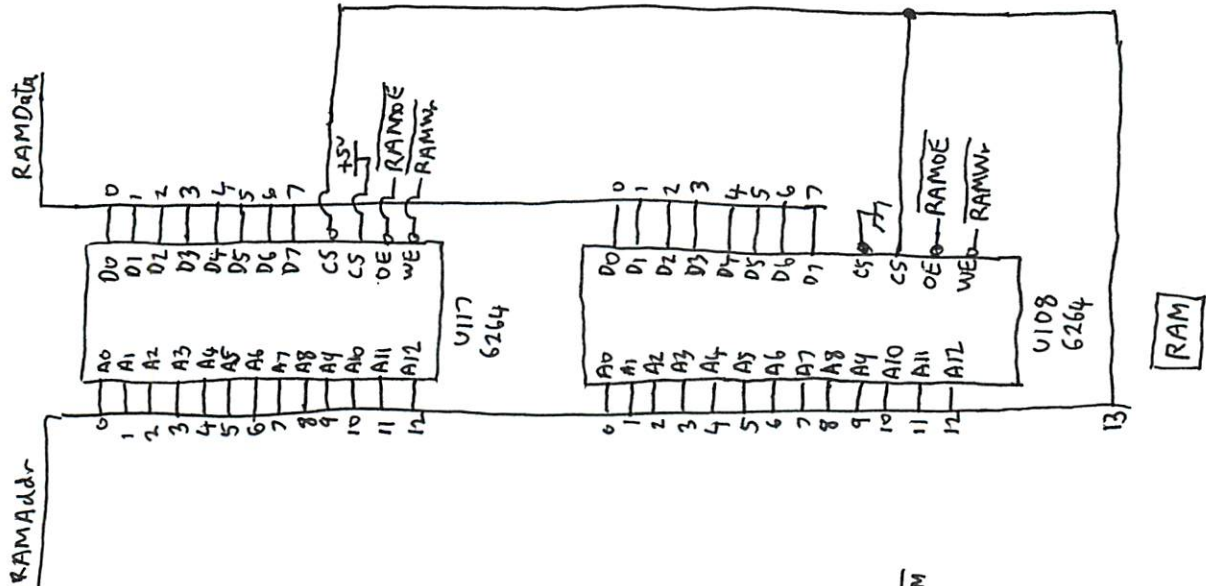 RAMAddr RAMData
0 A0 D0 0
1 A1 D1 1
2 A2 D2 2
3 A3 D3 3
4 A4 D4 4
5 A5 D5 5
6 A6 D6 6
7 A7 D7 7
8 A8
9 A9 CS
+5V
10 A10 CS
11 A11 OE RAMOE
12 A12 WE RAMWr
U117
6264
0 A0 D0 0
1 A1 D1 1
2 A2 D2 2
3 A3 D3 3
4 A4 D4 4
5 A5 D5 5
6 A6 D6 6
7 A7 D7 7
8 A8
9 A9 CS
10 A10 CS
11 A11 OE RAMOE
12 A12 WE RAMWr
U108
6264
13
RAM